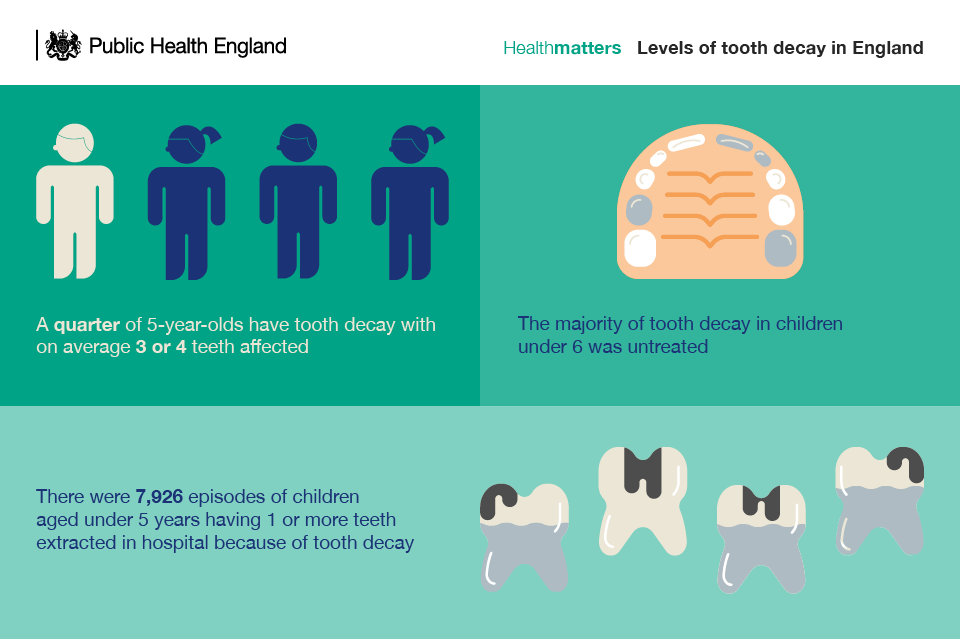 Public Health England
Healthmatters Levels of tooth decay in England
A quarter of 5-year-olds have tooth decay with
on average 3 or 4 teeth affected
The majority of tooth decay in children
under 6 was untreated
There were 7,926 episodes of children
aged under 5 years having 1 or more teeth
extracted in hospital because of tooth decay